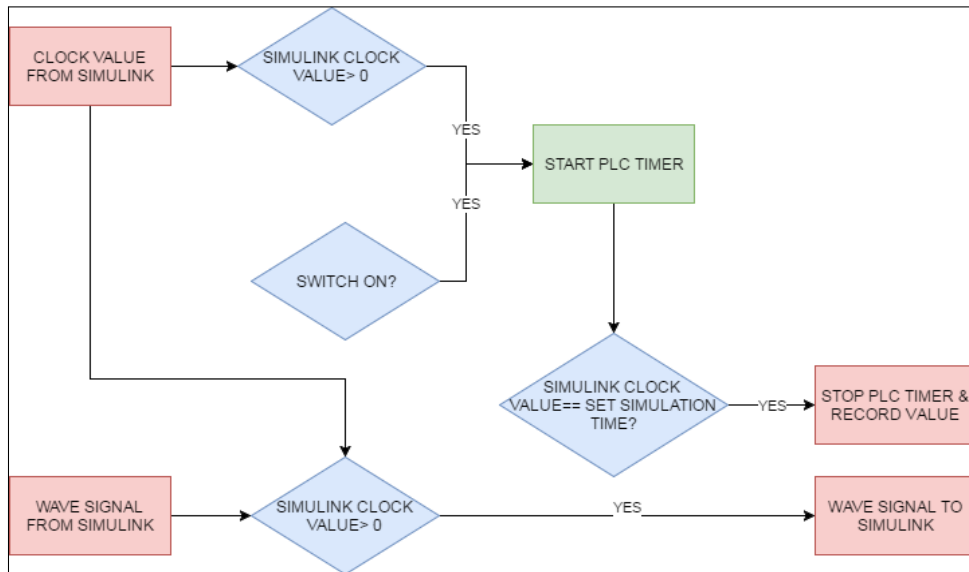 CLOCK VALUE
FROM SIMULINK
SIMULINK CLOCK
VALUE> 0
YES
START PLC TIMER
YES
SWITCH ON?
SIMULINK CLOCK
VALUE== SET SIMULATION
TIME?
YES
STOP PLC TIMER &
RECORD VALUE
WAVE SIGNAL
FROM SIMULINK
SIMULINK CLOCK
VALUE> 0
YES
WAVE SIGNAL TO
SIMULINK